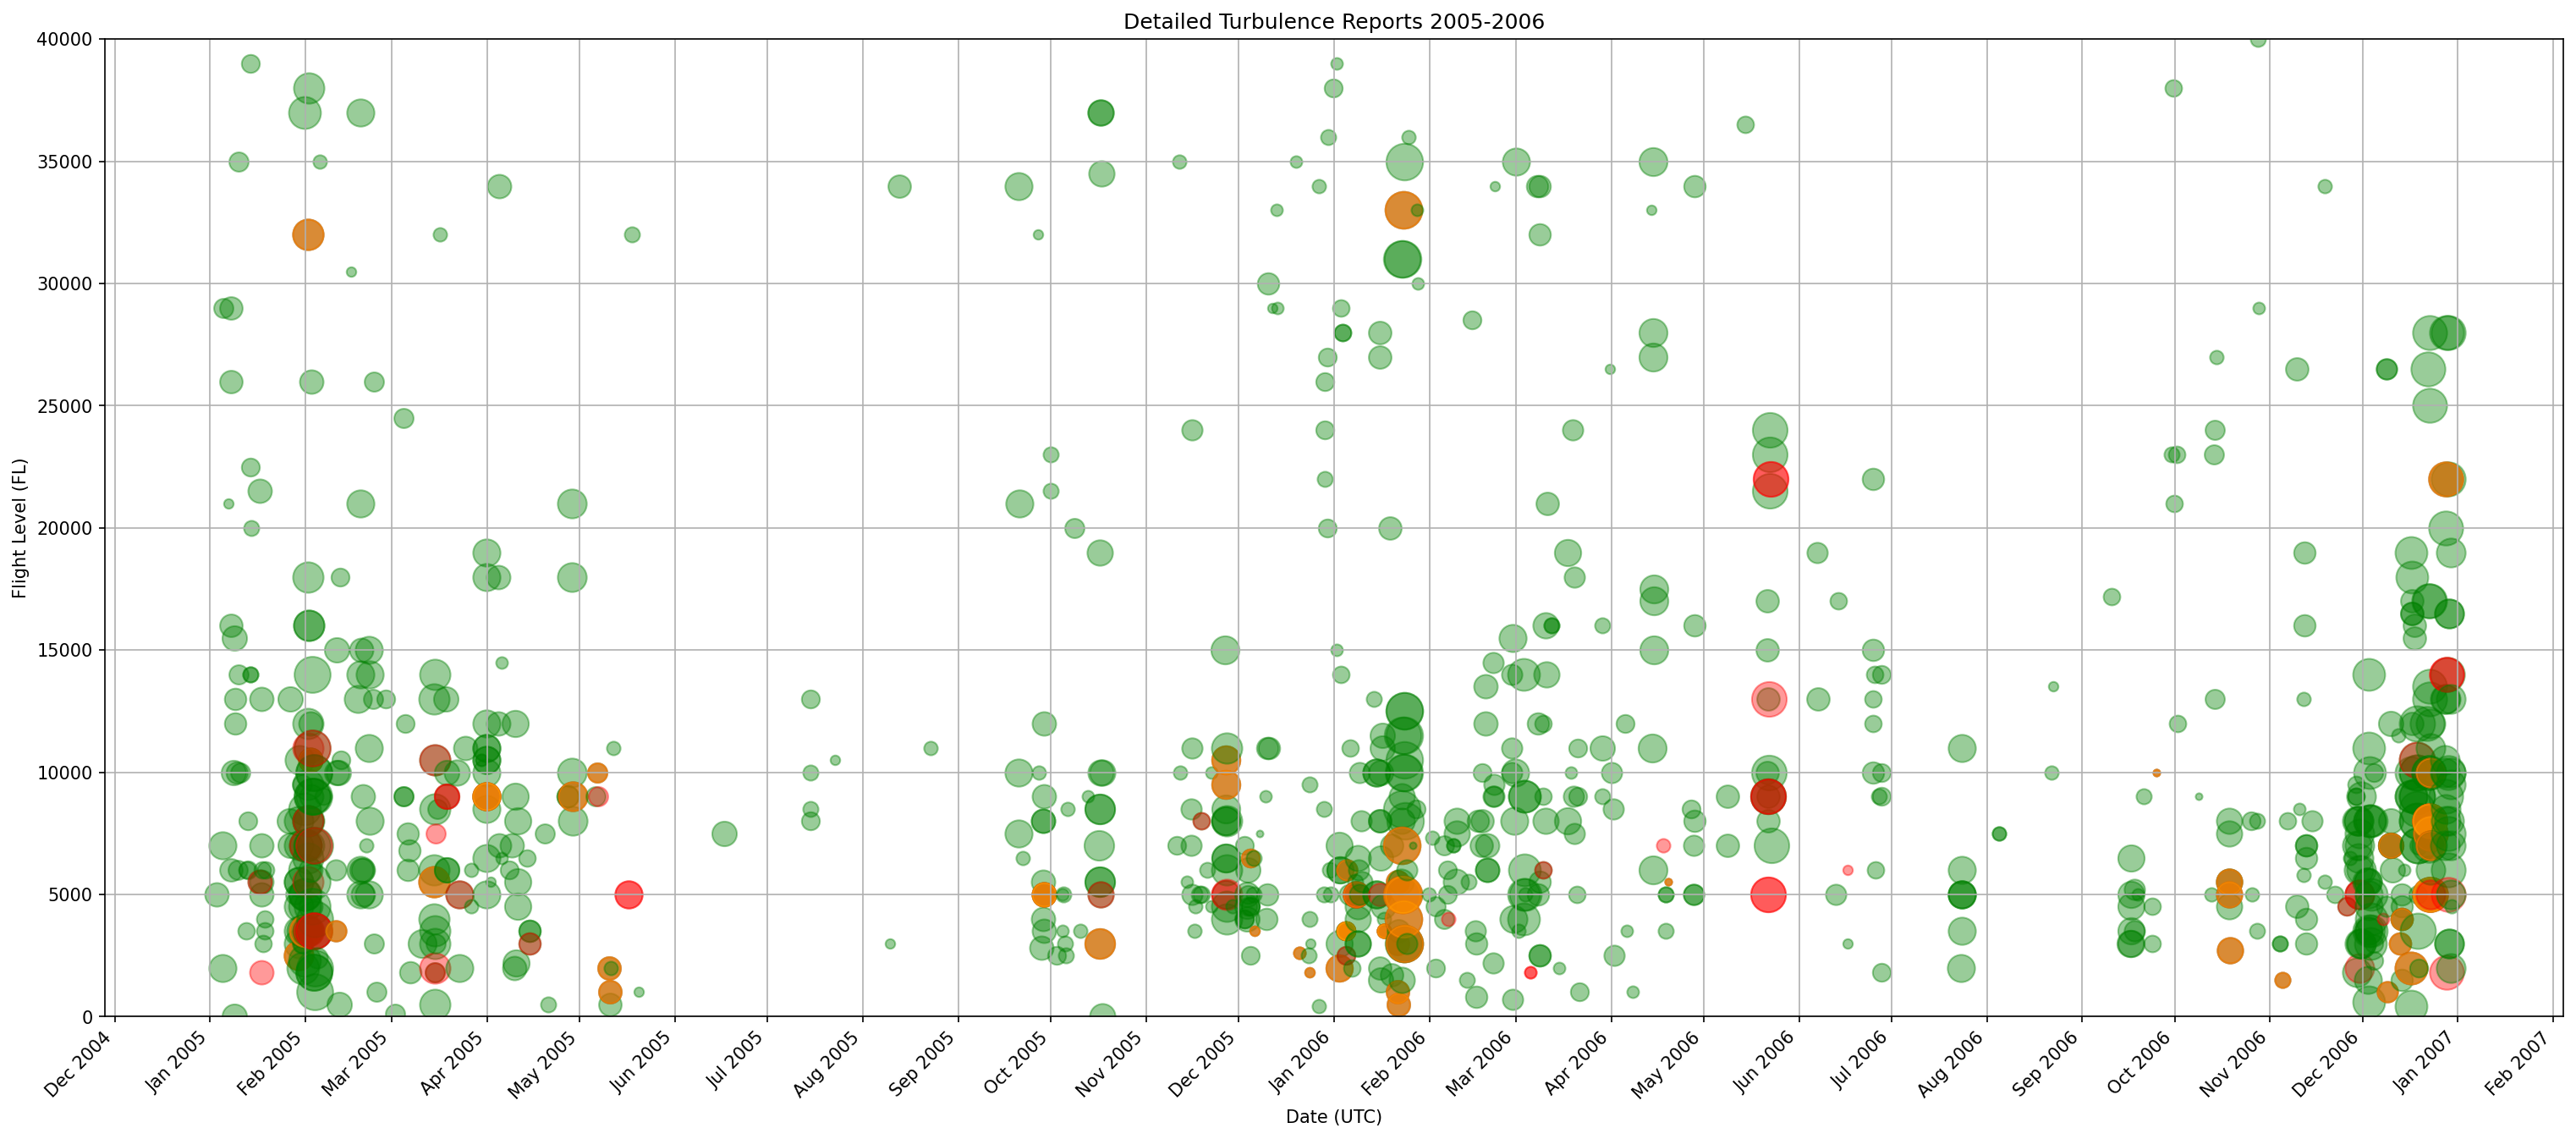 Detailed Turbulence Reports 2005-2006
Flight Level (FL)
40000
35000
30000
25000
20000
15000
10000
5000
0
Dec 2004
Jan 2005
Feb 2005
Mar 2005
Apr 2005
May 2005
Jun 2005
Jul 2005
Aug 2005
Sep 2005
Oct 2005
Nov 2005
Dec 2005
Jan 2006
Feb 2006
Mar 2006
Apr 2006
May 2006
Jun 2006
Jul 2006
Aug 2006
Sep 2006
Oct 2006
Nov 2006
Dec 2006
Jan 2007
Feb 2007
Date (UTC)